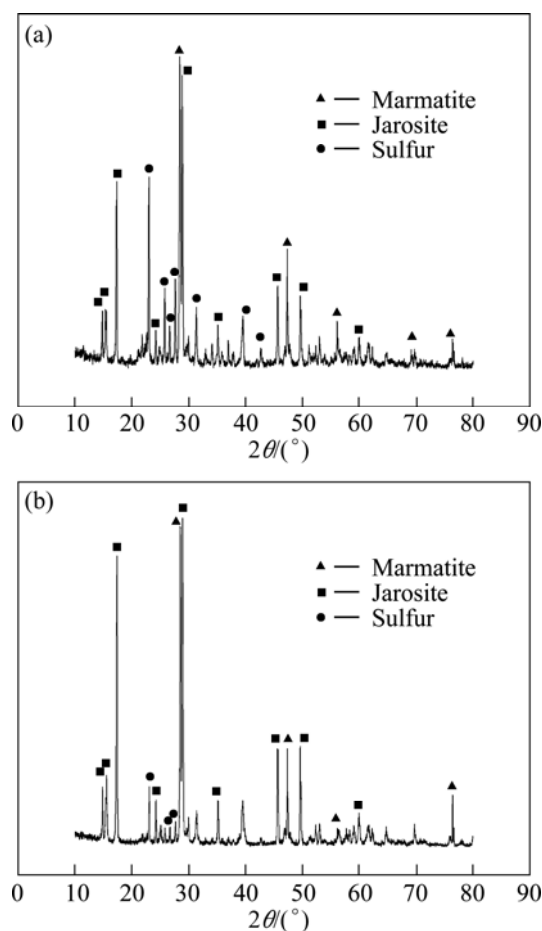 (a)
▲ — Marmatite
■ — Jarosite
● — Sulfur
0 10 20 30 40 50 60 70 80 90
2θ/(°)
(b)
▲ — Marmatite
■ — Jarosite
● — Sulfur
0 10 20 30 40 50 60 70 80 90
2θ/(°)